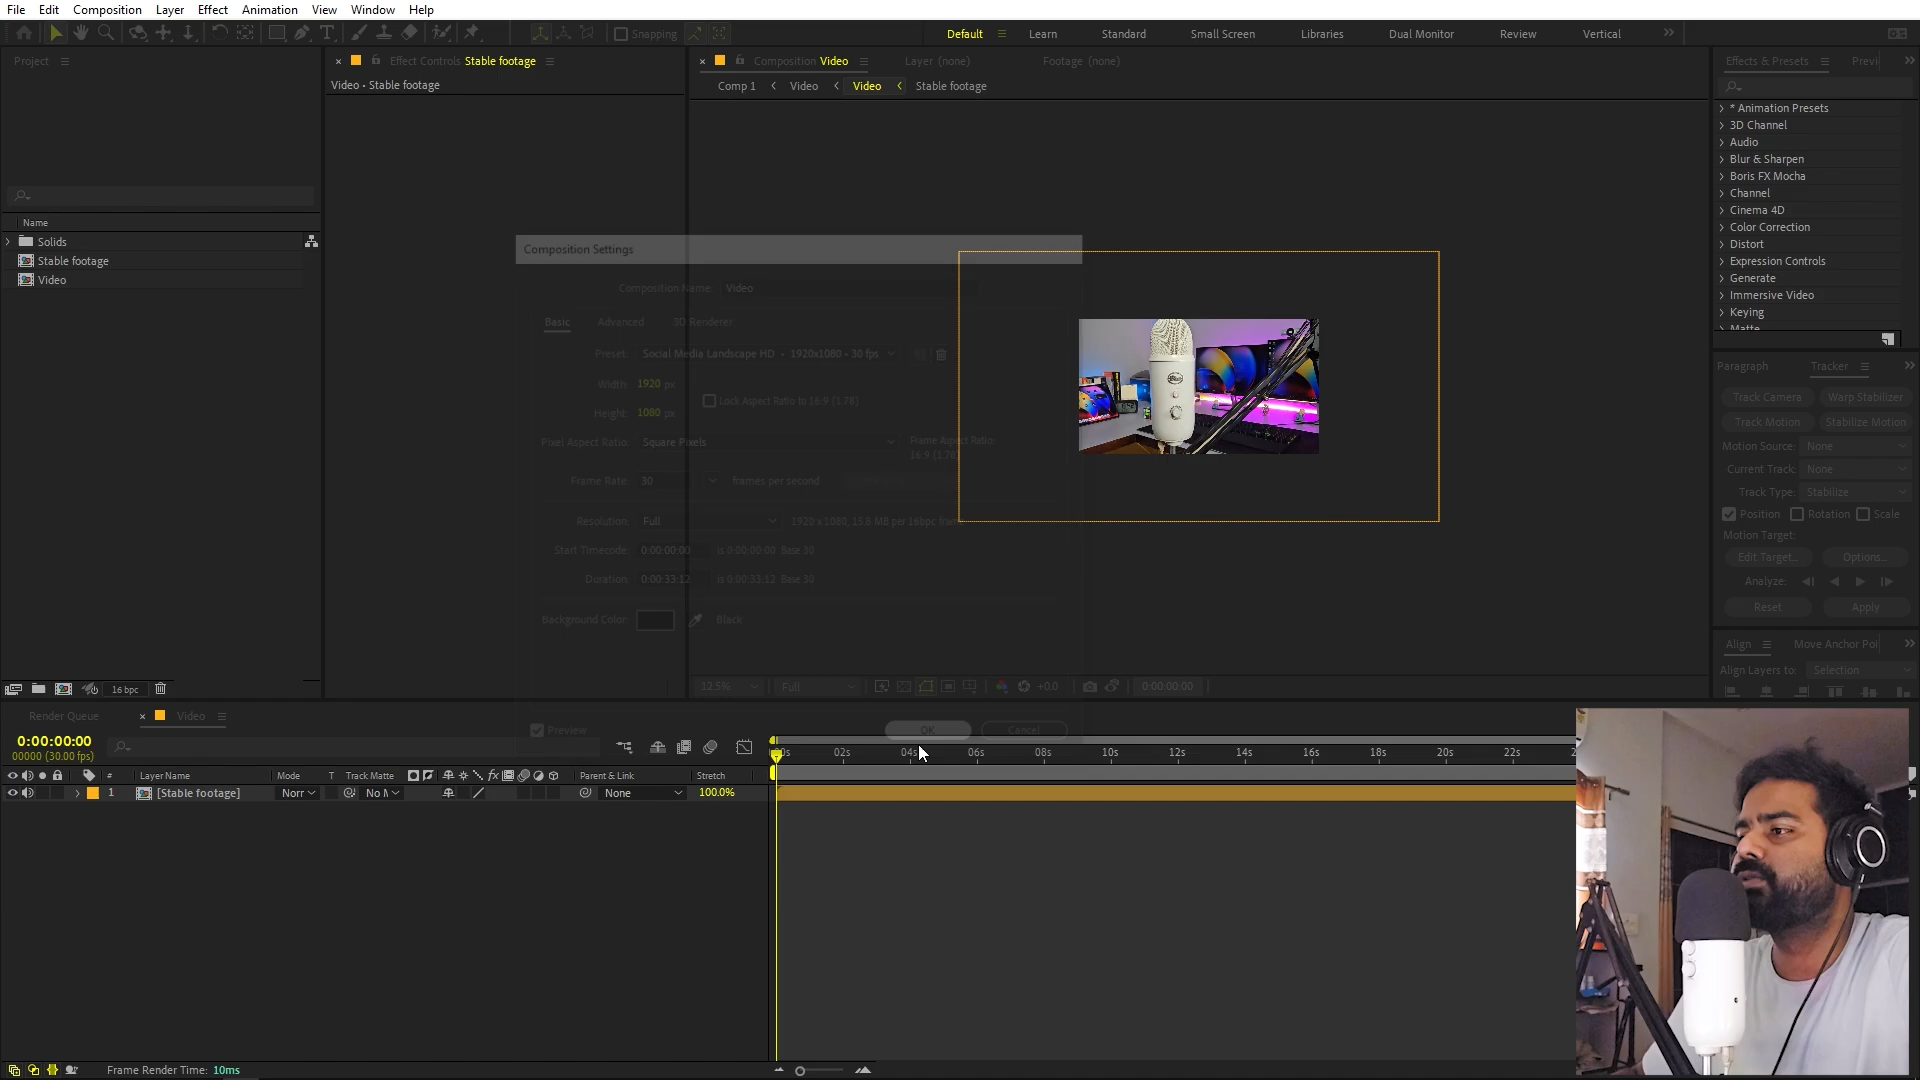 File Edit Composition Layer Effect Animation View Window Help
Snapping
Default Learn Standard Small Screen Libraries Dual Monitor Review Vertical
Project
Name
Solids
Stable footage
Video
16 bpc
Effect Controls Stable footage
Video • Stable footage
Composition Video Layer (none) Footage (none)
Comp 1 Video Video Stable footage
Composition Settings
Composition Name: Video
Basic Advanced 3D Renderer
Preset: Social Media Landscape HD • 1920x1080 • 30 fps
Width: 1920 px
Lock Aspect Ratio to 16:9 (1.78)
Height: 1080 px
Pixel Aspect Ratio: Square Pixels Frame Aspect Ratio:
16:9 (1.78)
Frame Rate: 30 frames per second
Resolution: Full 1920 x 1080, 15.8 MB per 16bpc frame
Start Timecode: 0:00:00:00 is 0:00:00:00 Base 30
Duration: 0:00:33:12 is 0:00:33:12 Base 30
Background Color: Black
Preview OK Cancel
12.5% Full +0.0 0:00:00:00
Effects & Presets Previ
* Animation Presets
3D Channel
Audio
Blur & Sharpen
Boris FX Mocha
Channel
Cinema 4D
Color Correction
Distort
Expression Controls
Generate
Immersive Video
Keying
Matte
Paragraph Tracker
Track Camera Warp Stabilizer
Track Motion Stabilize Motion
Motion Source: None
Current Track: None
Track Type: Stabilize
Position Rotation Scale
Motion Target:
Edit Target... Options...
Analyze:
Reset Apply
Align Move Anchor Poi
Align Layers to: Selection
Render Queue Video
0:00:00:00
00000 (30.00 fps)
# Layer Name Mode T Track Matte fx Parent & Link Stretch
1 [Stable footage] Norr No M None 100.0%
00s 02s 04s 06s 08s 10s 12s 14s 16s 18s 20s 22s
Frame Render Time: 10ms